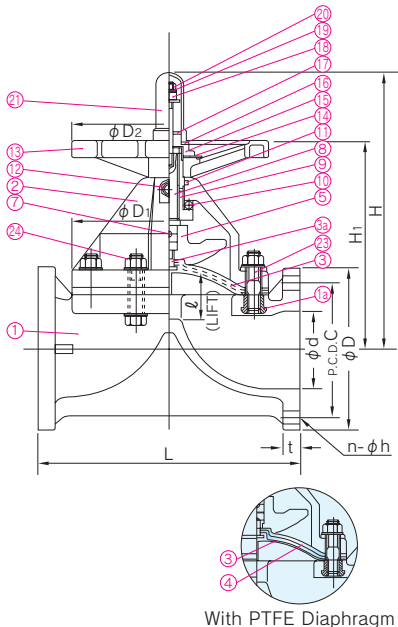 20
19
18
17
16
15
14
11
8
9
10
5
3a
23
3
1a
21
13
12
2
7
24
1
φD2
φD1
ℓ
(LIFT)
H
H1
φd
P.C.D.C
φD
t
n-φh
L
3
4
With PTFE Diaphragm